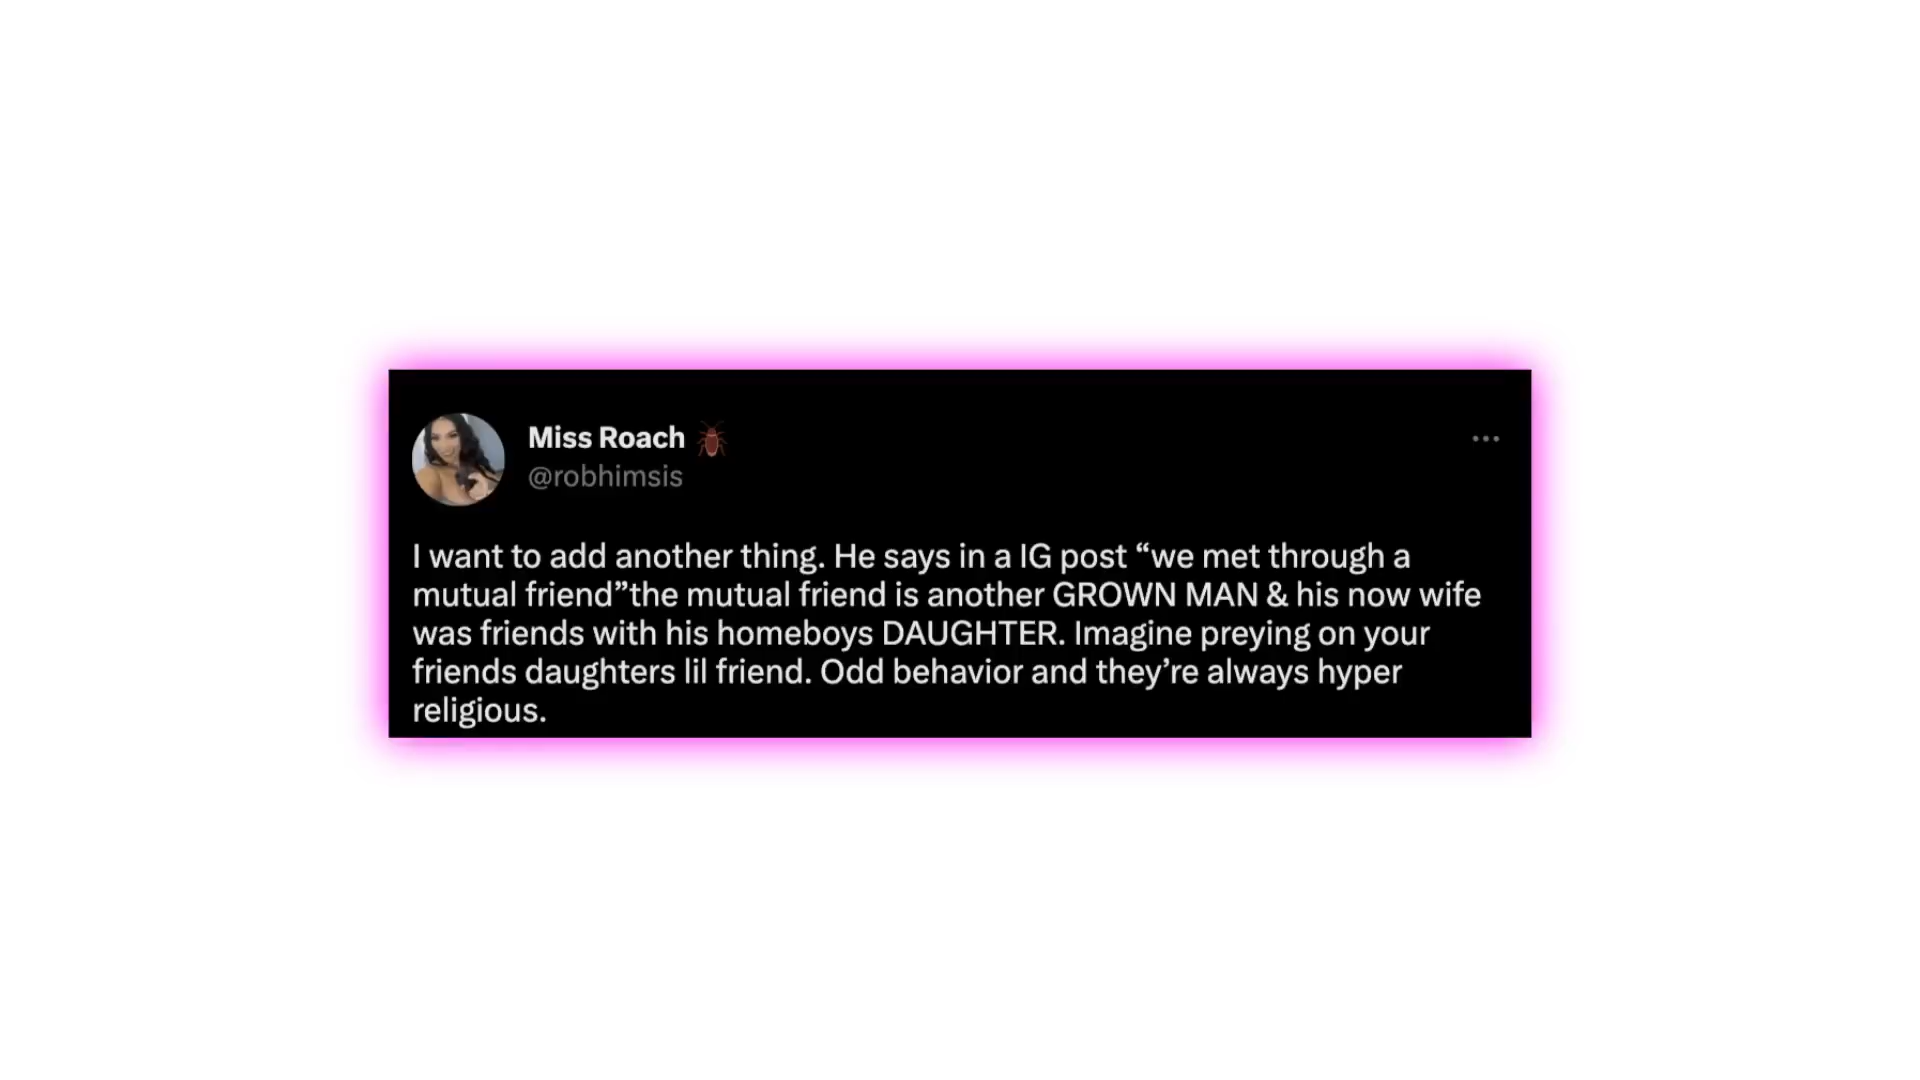 Miss Roach 🪳
@robhimsis
I want to add another thing. He says in a IG post “we met through a
mutual friend”the mutual friend is another GROWN MAN & his now wife
was friends with his homeboys DAUGHTER. Imagine preying on your
friends daughters lil friend. Odd behavior and they’re always hyper
religious.